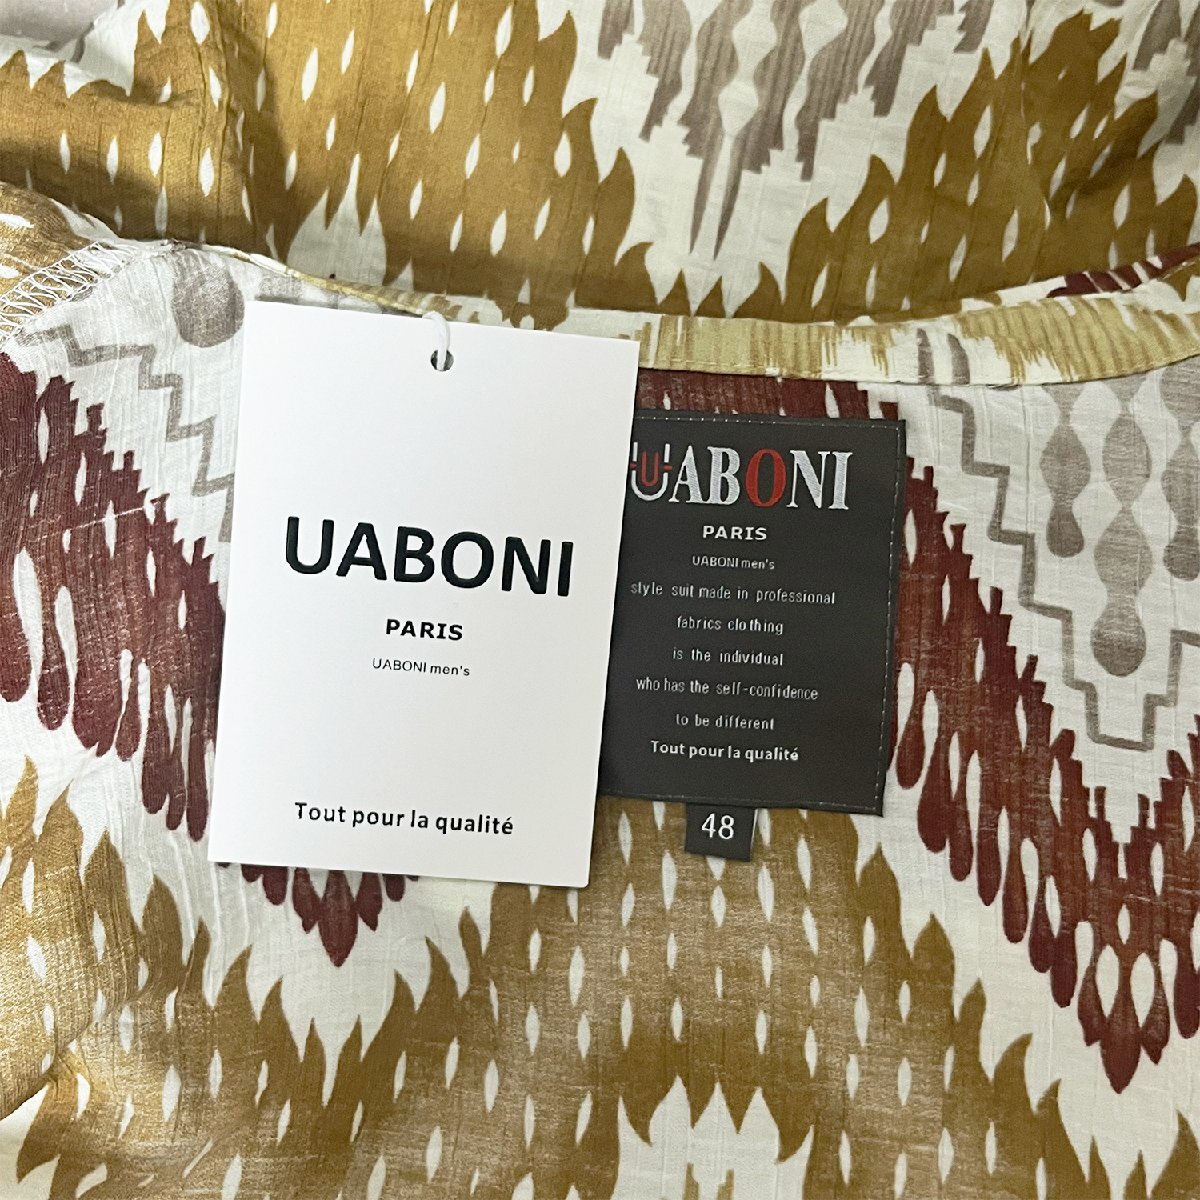 UABONI
PARIS
UABONI men's
Tout pour la qualité
UABONI
PARIS
UABONI men's
style suit made in professional
fabrics clothing
is the individual
who has the self-confidence
to be different
Tout pour la qualité
48